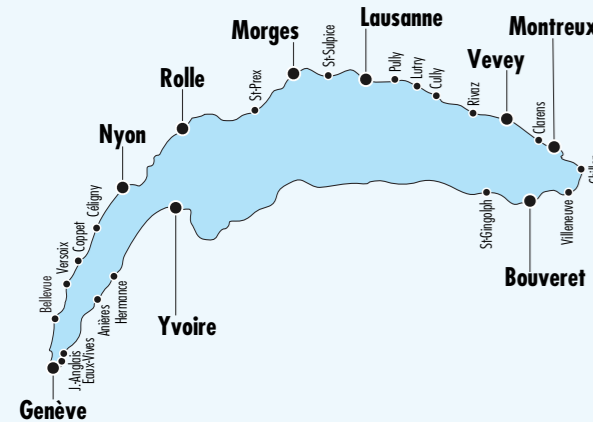 Genève
Bellevue
Versoix
Coppet
Céligny
Nyon
Rolle
St-Prex
Morges
St-Sulpice
Lausanne
Pully
Lutry
Cully
Rivaz
Vevey
Clarens
Montreux
Villeneuve
Bouveret
St-Gingolph
Yvoire
Hermance
Anières
Eaux-Vives
J.-Anglais